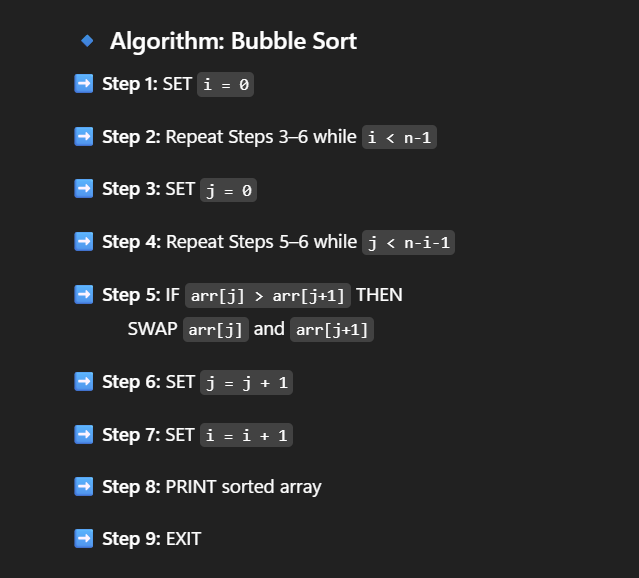 Algorithm: Bubble Sort
Step 1: SET i = 0
Step 2: Repeat Steps 3–6 while i < n-1
Step 3: SET j = 0
Step 4: Repeat Steps 5–6 while j < n-i-1
Step 5: IF arr[j] > arr[j+1] THEN
SWAP arr[j] and arr[j+1]
Step 6: SET j = j + 1
Step 7: SET i = i + 1
Step 8: PRINT sorted array
Step 9: EXIT